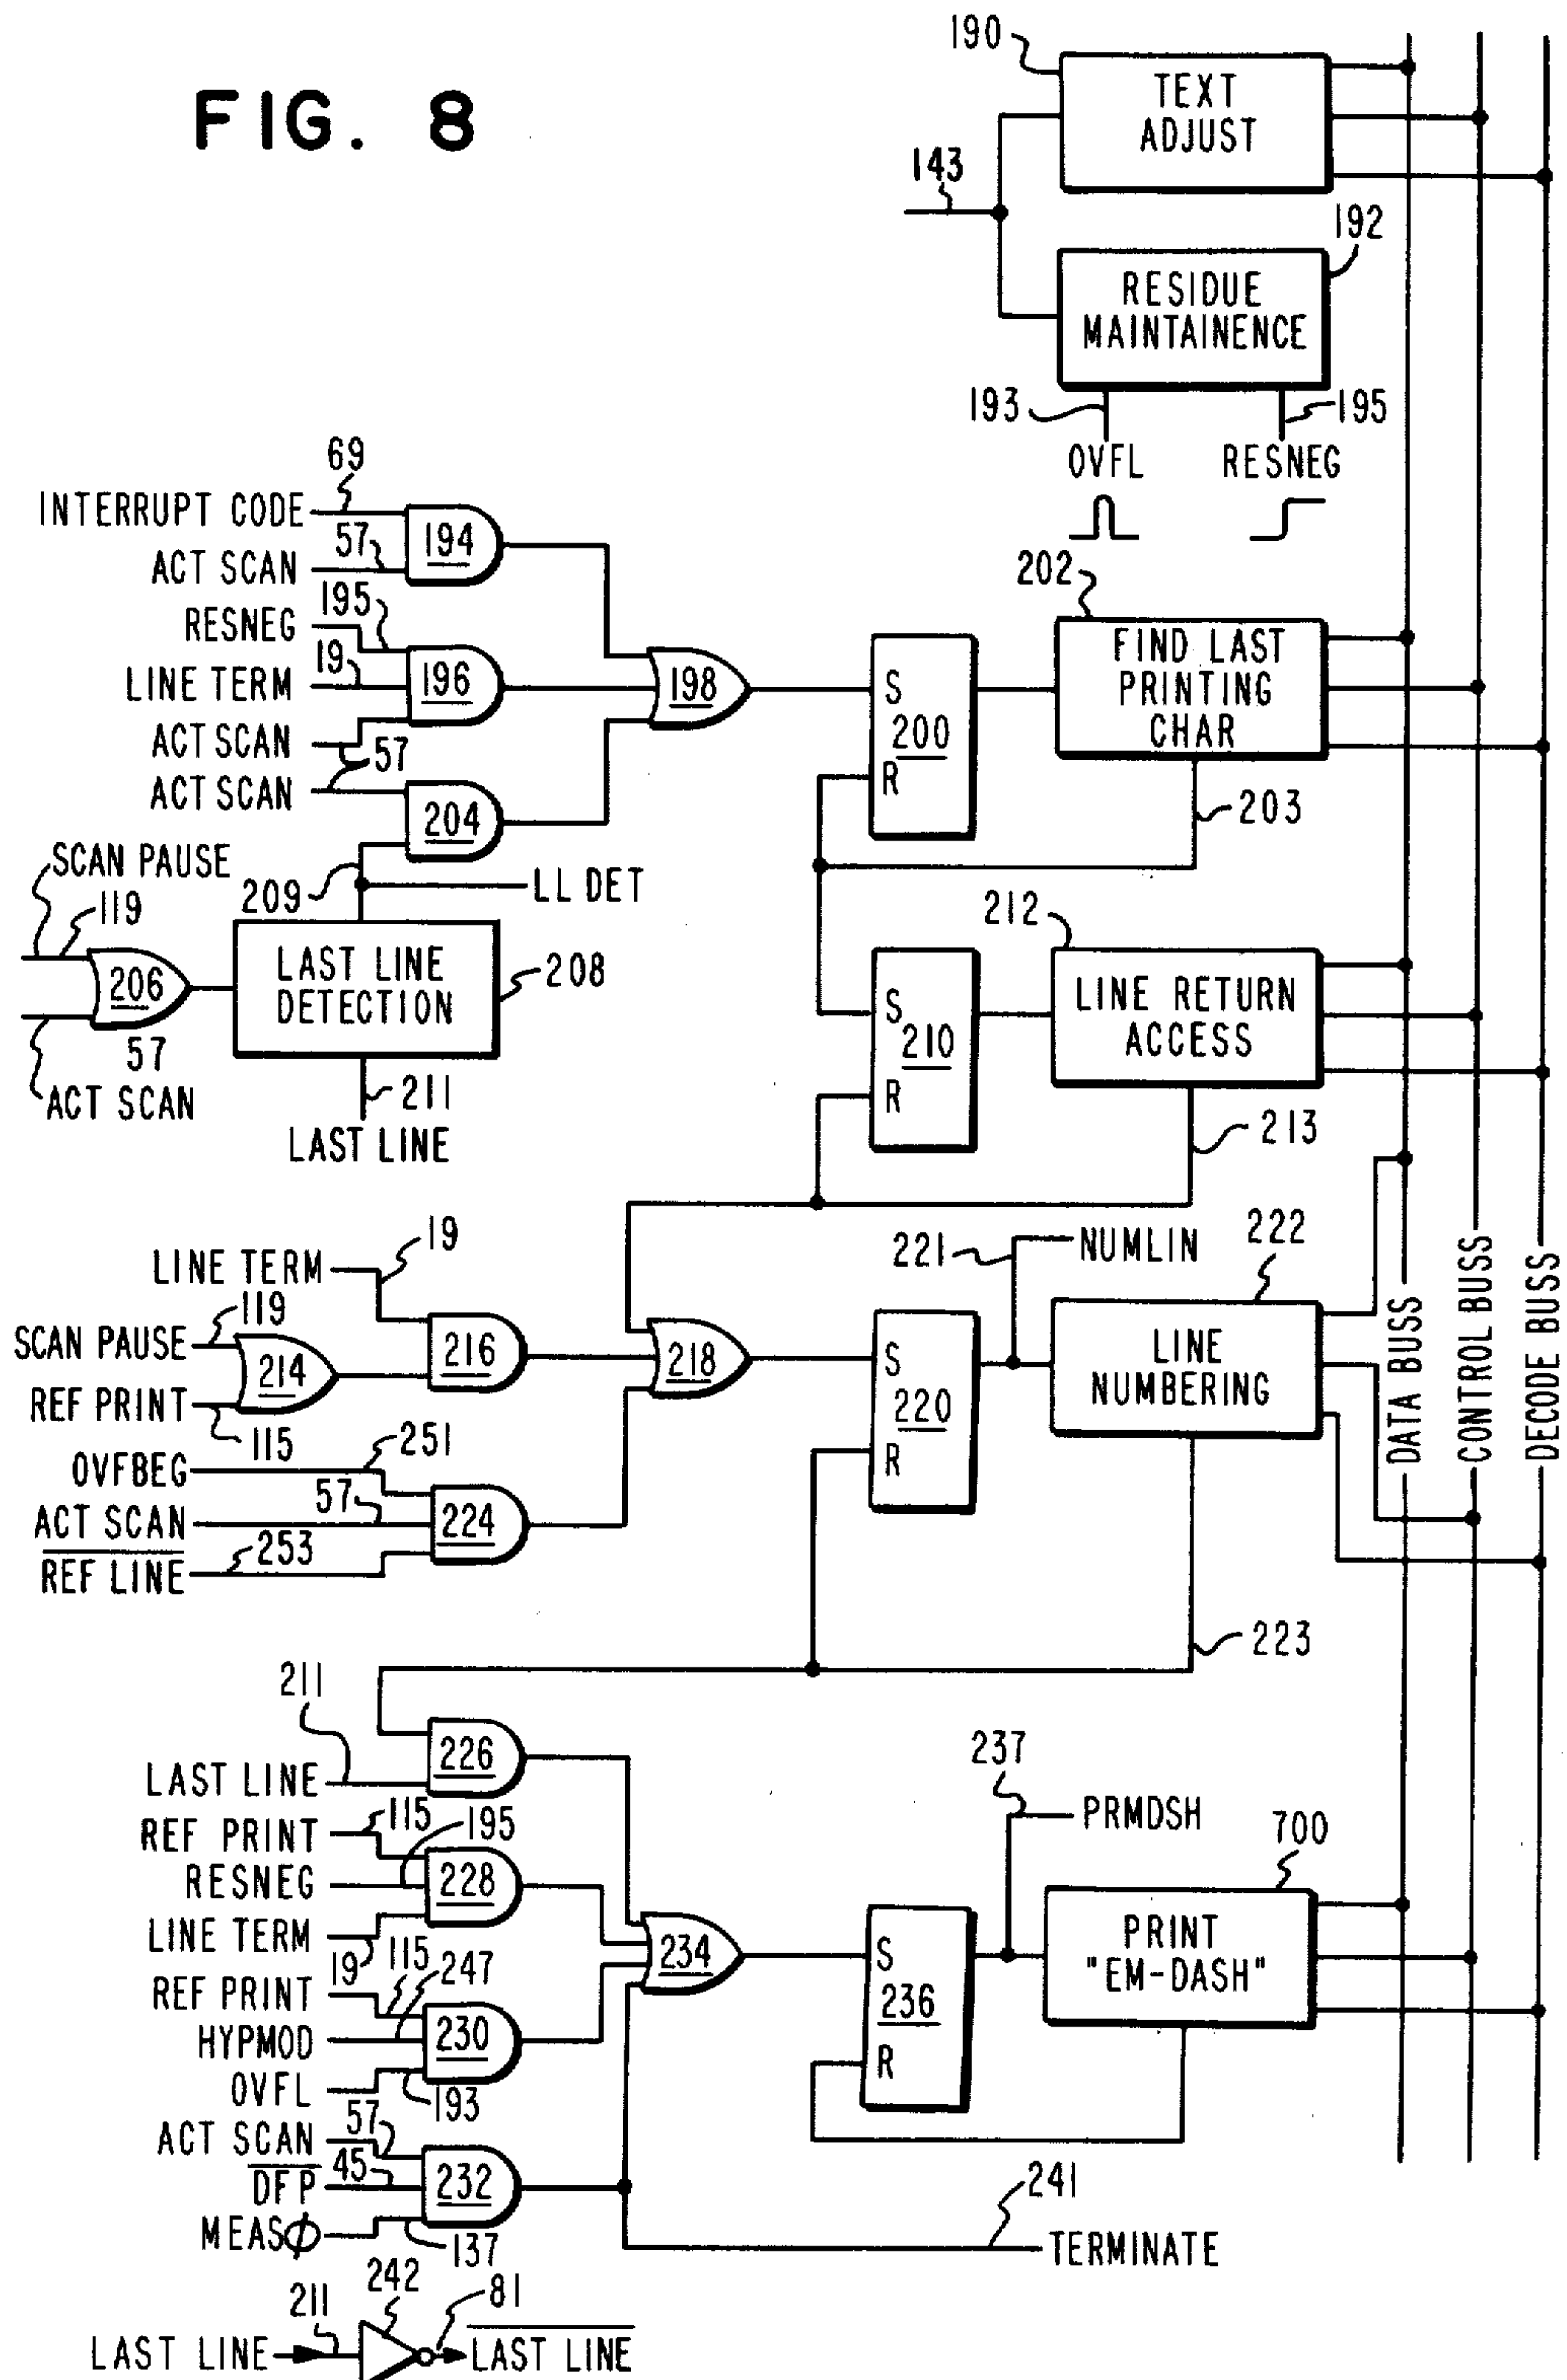 FIG. 8
190
TEXT
ADJUST
143
192
RESIDUE
MAINTAINENCE
193
195
OVFL
RESNEG
69
INTERRUPT CODE
57
ACT SCAN
194
195
RESNEG
19
LINE TERM
196
198
ACT SCAN
57
ACT SCAN
204
S
200
R
202
FIND LAST
PRINTING
CHAR
203
SCAN PAUSE
119
209
LL DET
206
LAST LINE
DETECTION
208
57
ACT SCAN
211
LAST LINE
S
210
R
212
LINE RETURN
ACCESS
213
LINE TERM
19
SCAN PAUSE
119
214
216
218
REF PRINT
115
OVFBEG
251
ACT SCAN
57
224
REF LINE
253
221
NUMLIN
S
220
R
222
LINE
NUMBERING
DATA BUSS
CONTROL BUSS
DECODE BUSS
223
211
LAST LINE
226
REF PRINT
115
195
RESNEG
228
LINE TERM
19
REF PRINT
115
247
HYPMOD
230
OVFL
193
234
237
PRMDSH
S
236
R
700
PRINT
"EM-DASH"
ACT SCAN
57
DFP
45
232
MEASϕ
137
241
TERMINATE
242
LAST LINE
211
81
LAST LINE